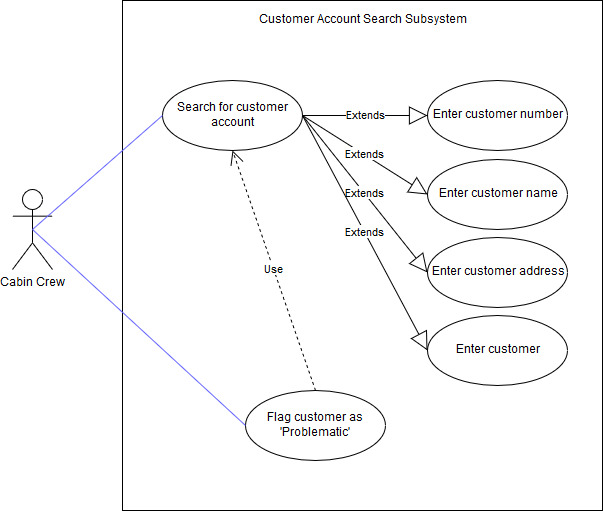 Customer Account Search Subsystem
Search for customer
account
Extends
Enter customer number
Extends
Enter customer name
Extends
Enter customer address
Extends
Enter customer
Use
Cabin Crew
Flag customer as
'Problematic'